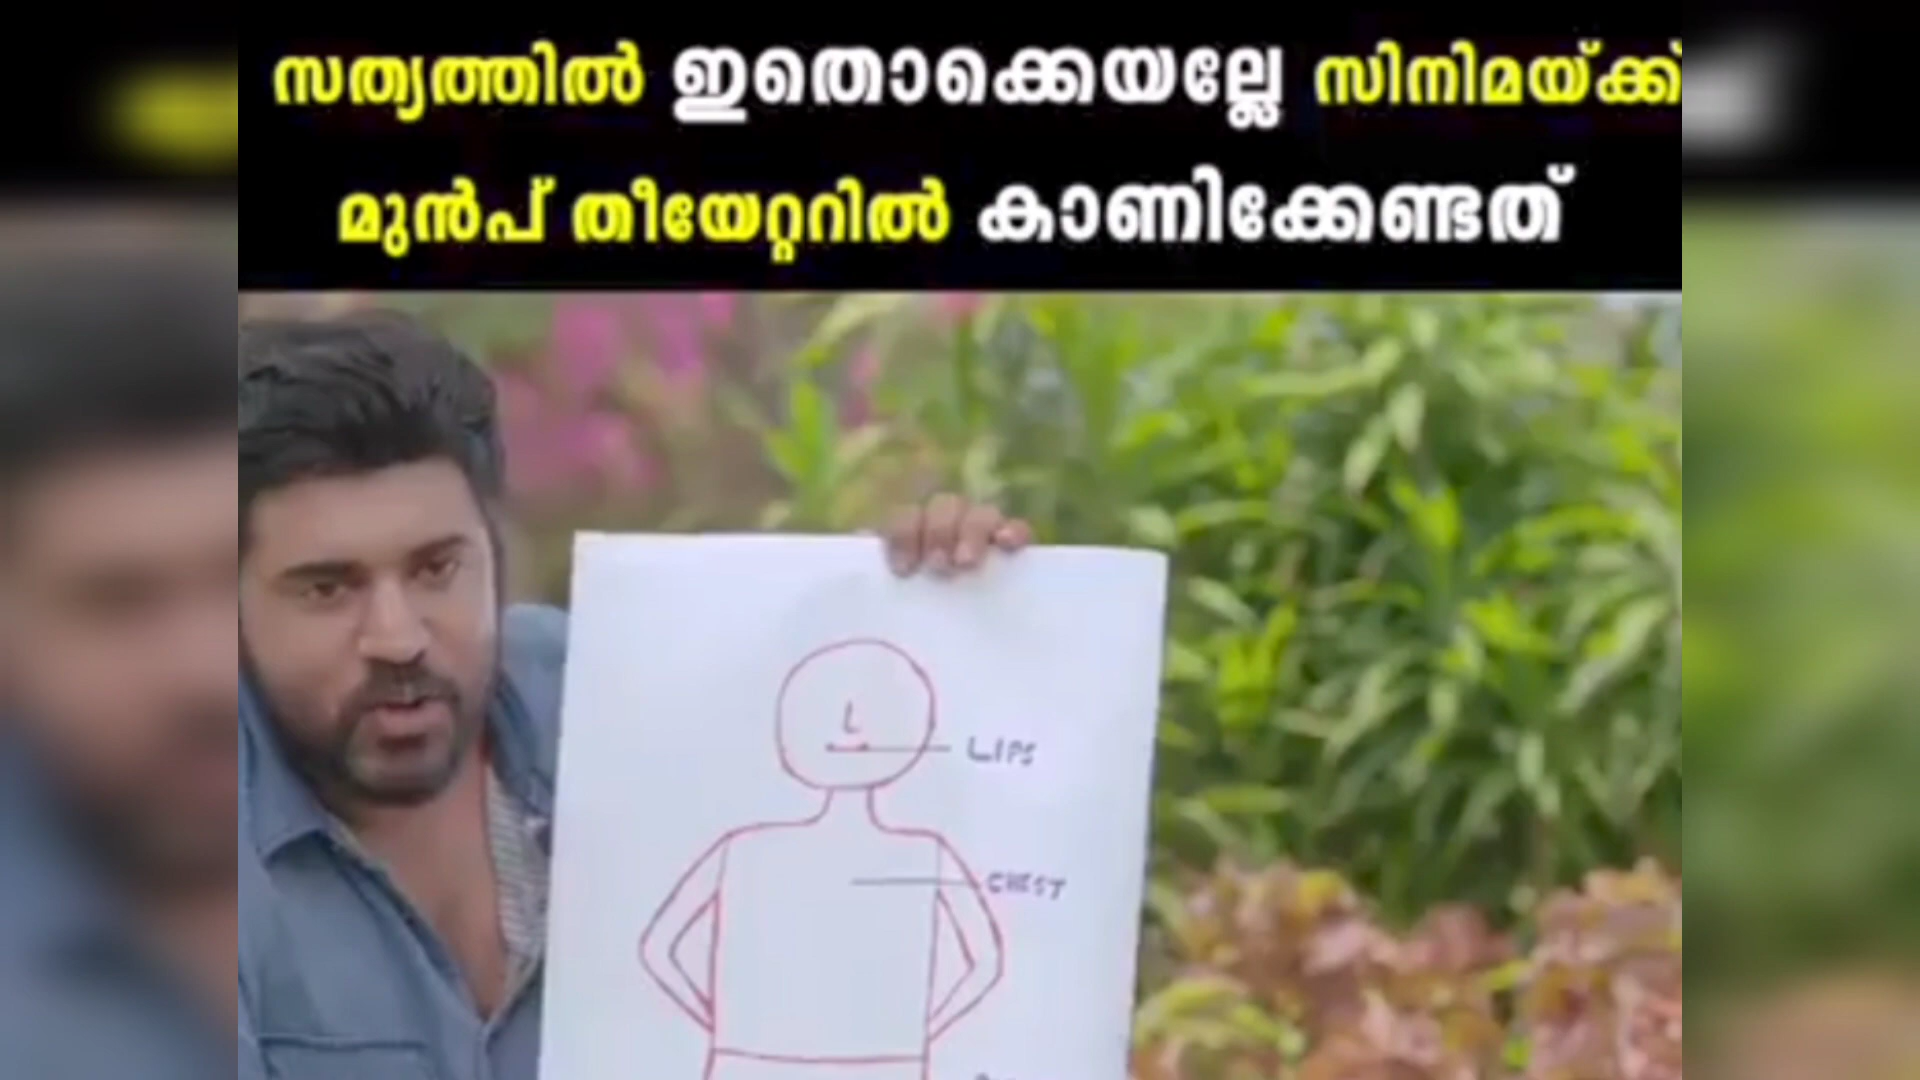 സത്യത്തിൽ ഇതൊക്കെയല്ലേ സിനിമയ്ക്ക്
മുൻപ് തീയേറ്ററിൽ കാണിക്കേണ്ടത്
L
LIPS
CHEST